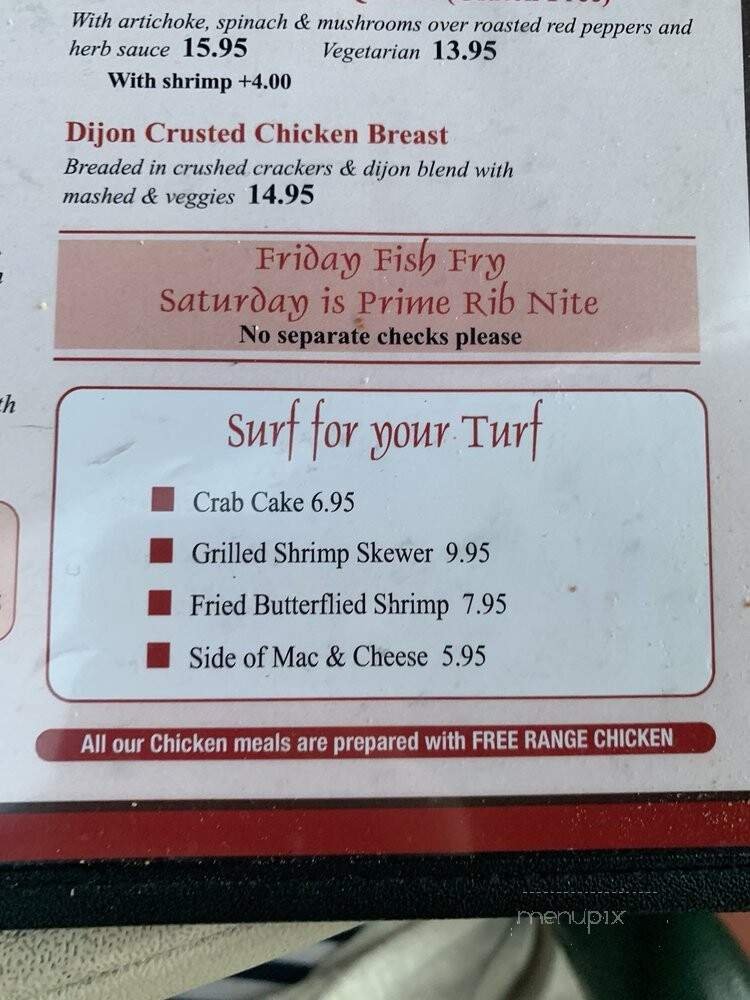 With artichoke, spinach & mushrooms over roasted red peppers and
herb sauce 15.95 Vegetarian 13.95
With shrimp +4.00
Dijon Crusted Chicken Breast
Breaded in crushed crackers & dijon blend with
mashed & veggies 14.95
Friday Fish Fry
Saturday is Prime Rib Nite
No separate checks please
th
Surf for your Turf
Crab Cake 6.95
Grilled Shrimp Skewer 9.95
Fried Butterflied Shrimp 7.95
Side of Mac & Cheese 5.95
All our Chicken meals are prepared with FREE RANGE CHICKEN
menupix